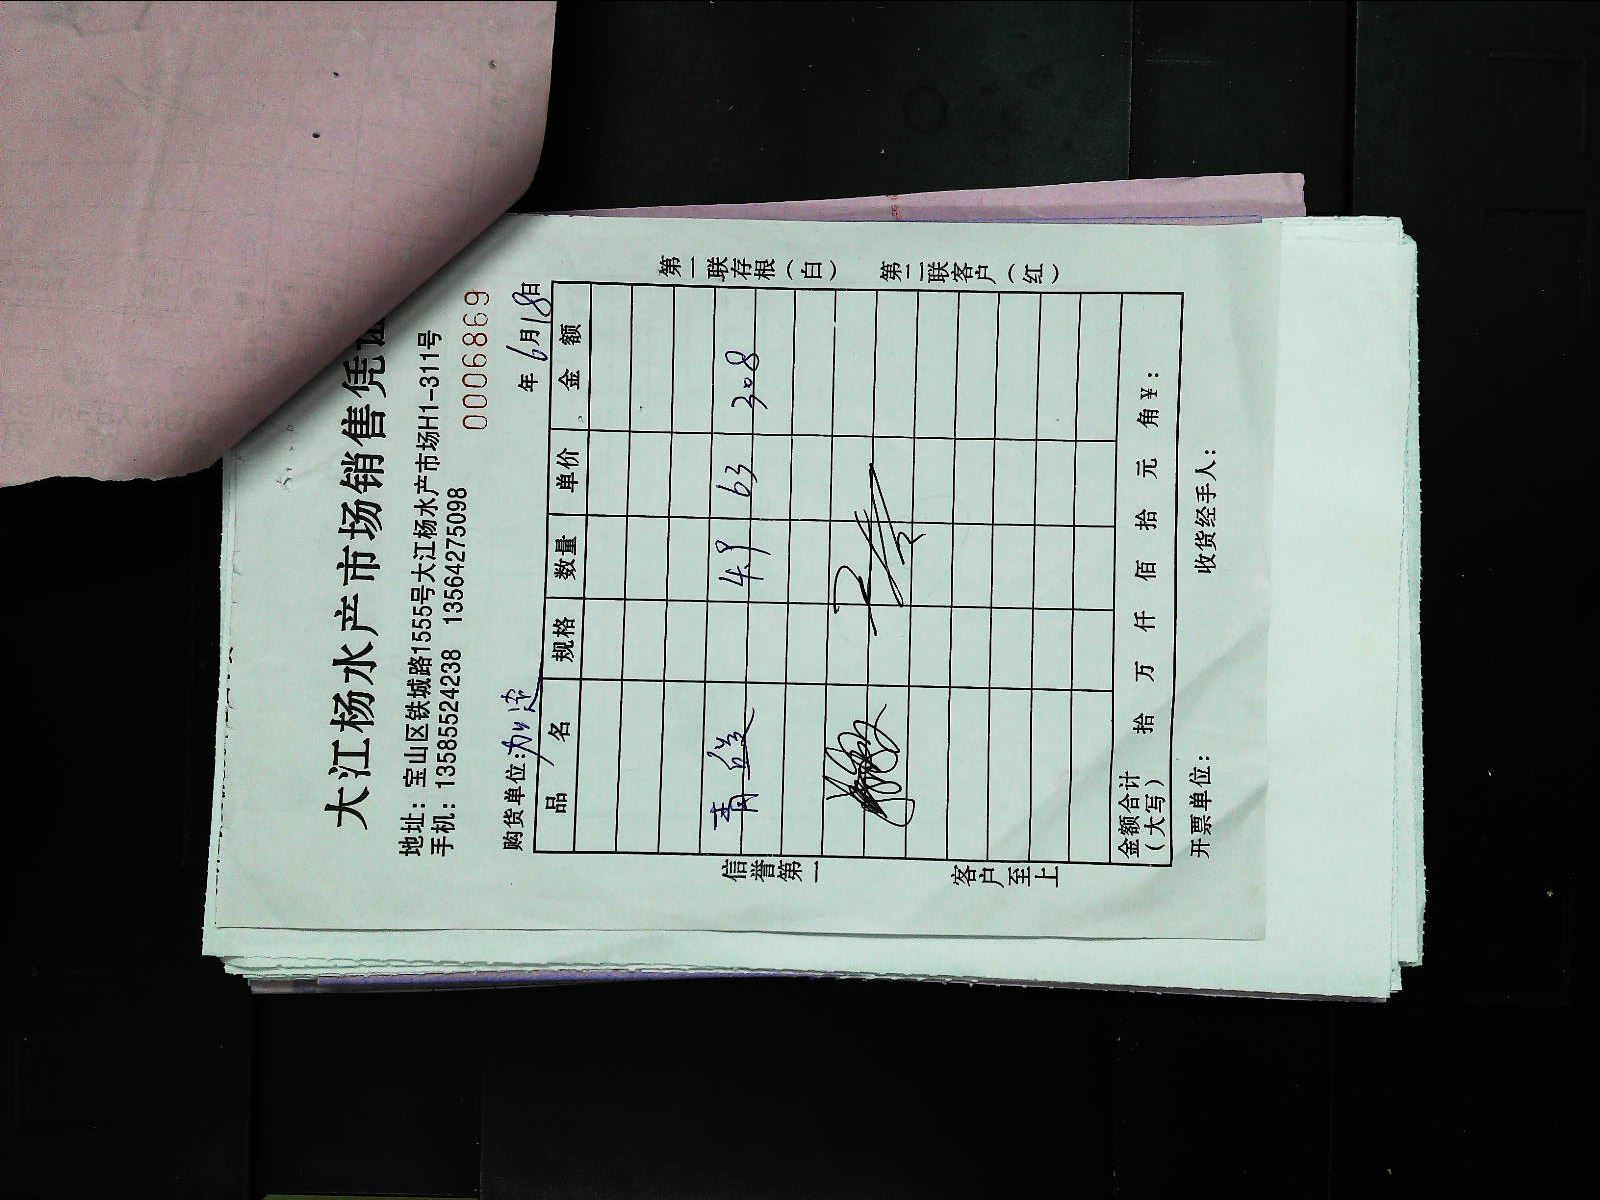 大江杨水产市场销售凭证
地址：宝山区铁城路1555号大江杨水产市场H1-311号
手机：13585524238 13564275098
0006869
购货单位: 年 6月18日
品名 规格 数量 单价 金额
4.9 63 308
金额合计(大写) 拾 万 仟 佰 拾 元 角 ¥:
开票单位： 收货经手人：
信誉第一 客户至上
第一联存根(白) 第二联客户(红)